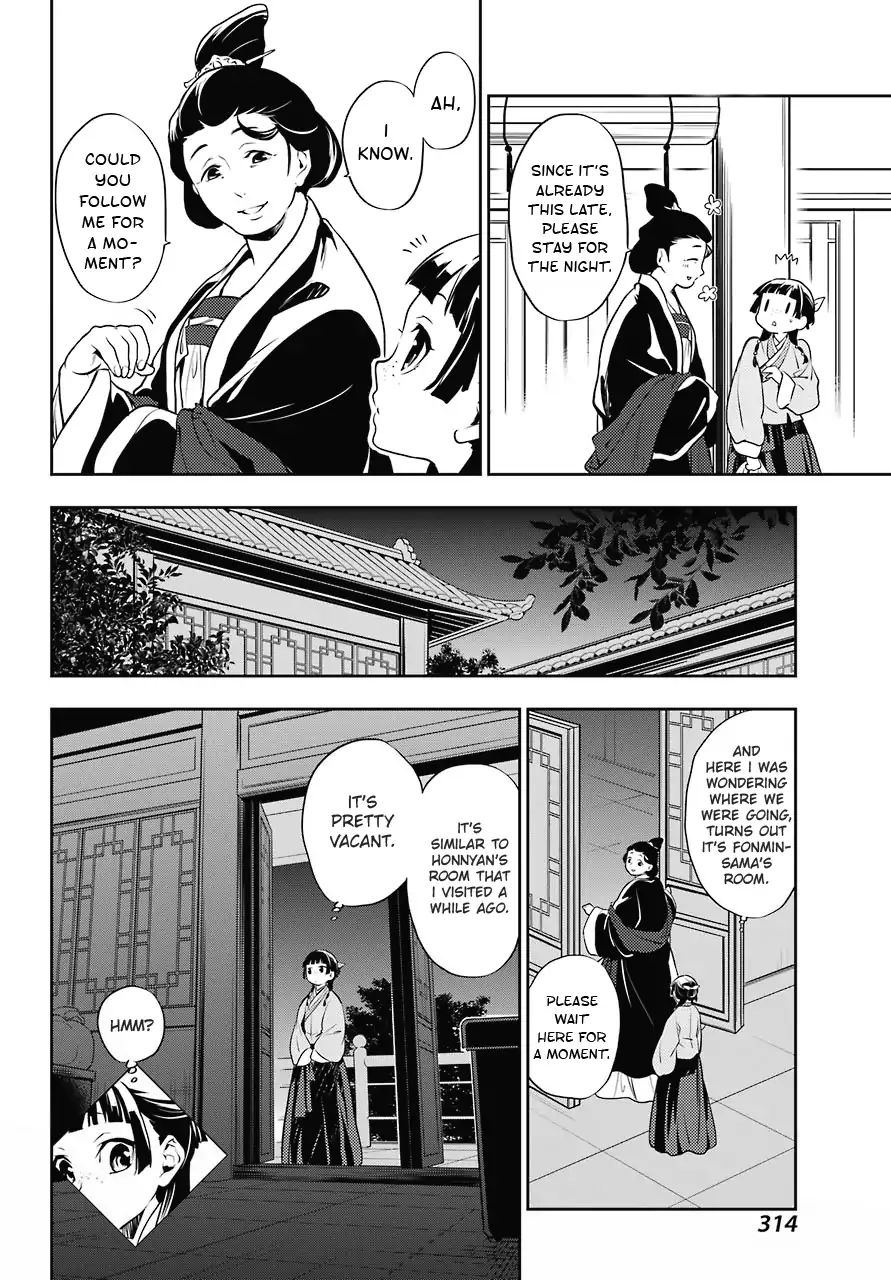 SINCE IT'S
ALREADY
THIS LATE,
PLEASE
STAY FOR
THE NIGHT.
AH,
I
KNOW.
COULD
YOU
FOLLOW
ME FOR
A MO-
MENT?
AND
HERE I WAS
WONDERING
WHERE WE
WERE GOING,
TURNS OUT
IT'S FONMIN-
SAMA'S
ROOM.
PLEASE
WAIT
HERE FOR
A MOMENT.
IT'S
SIMILAR TO
HONNYAN'S
ROOM THAT
I VISITED A
WHILE AGO.
IT'S
PRETTY
VACANT.
HMM?
314